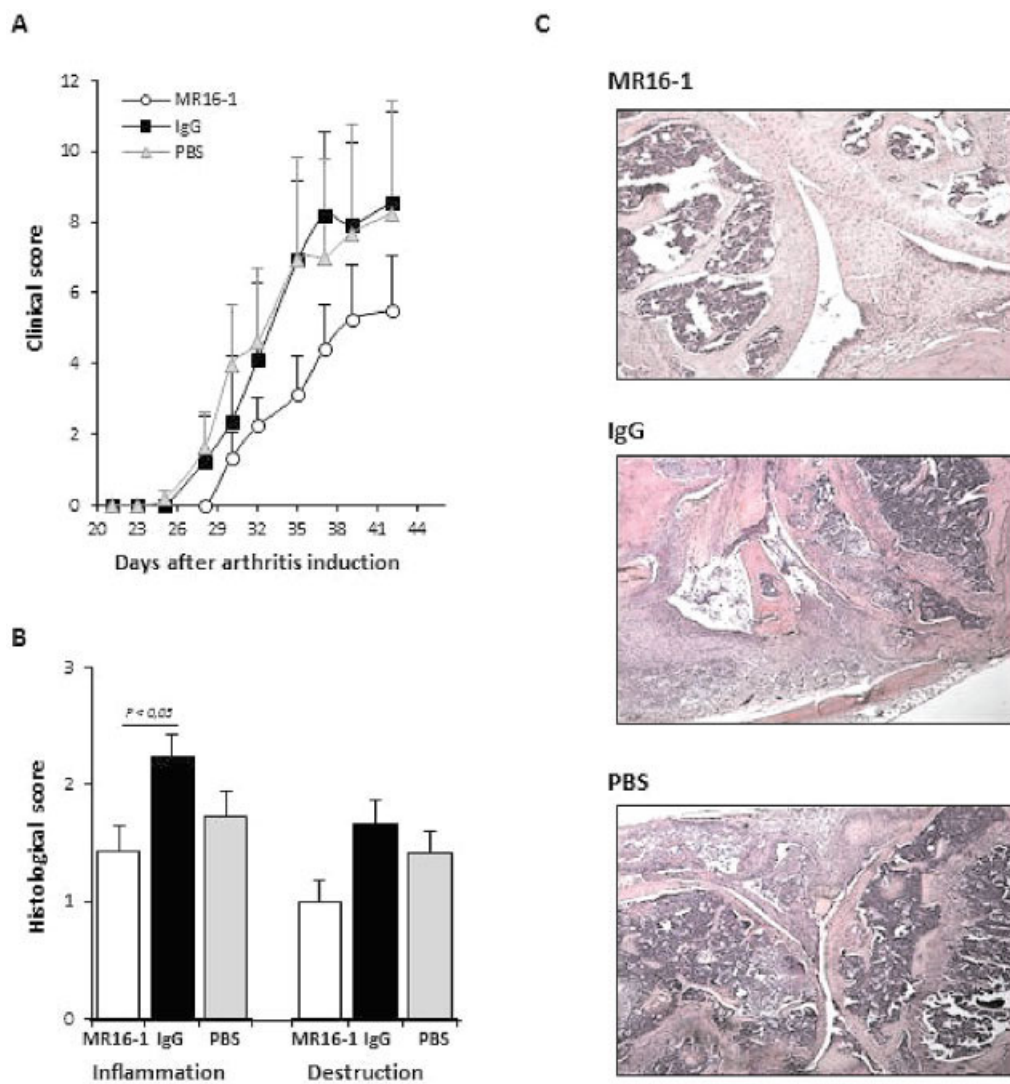 A
12
10
8
6
4
2
0
MR16-1
IgG
PBS
Clinical score
20 23 26 29 32 35 38 41 44
Days after arthritis induction
B
3
2
1
0
P < 0,05
Histological score
MR16-1 IgG PBS MR16-1 IgG PBS
Inflammation Destruction
C
MR16-1
IgG
PBS